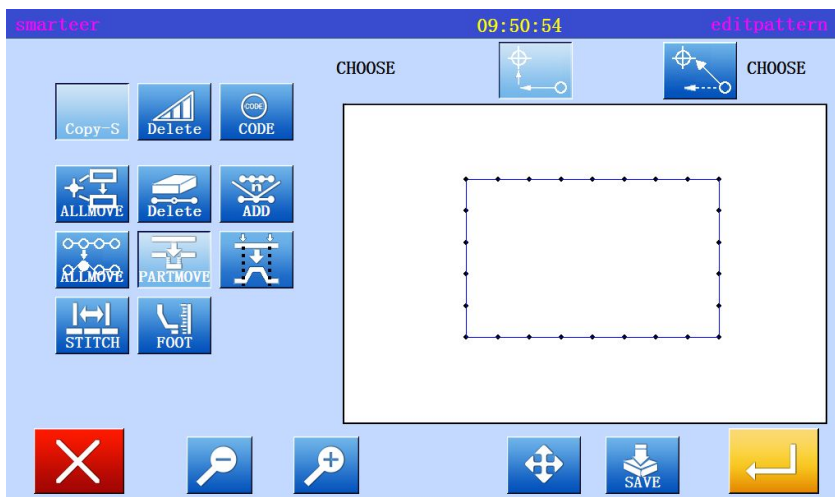 smarteer 09:50:54 editpattern
CHOOSE CHOOSE
Copy-S Delete CODE CODE
ALLMOVE Delete n ADD
ALLMOVE PARTMOVE
STITCH FOOT
SAVE